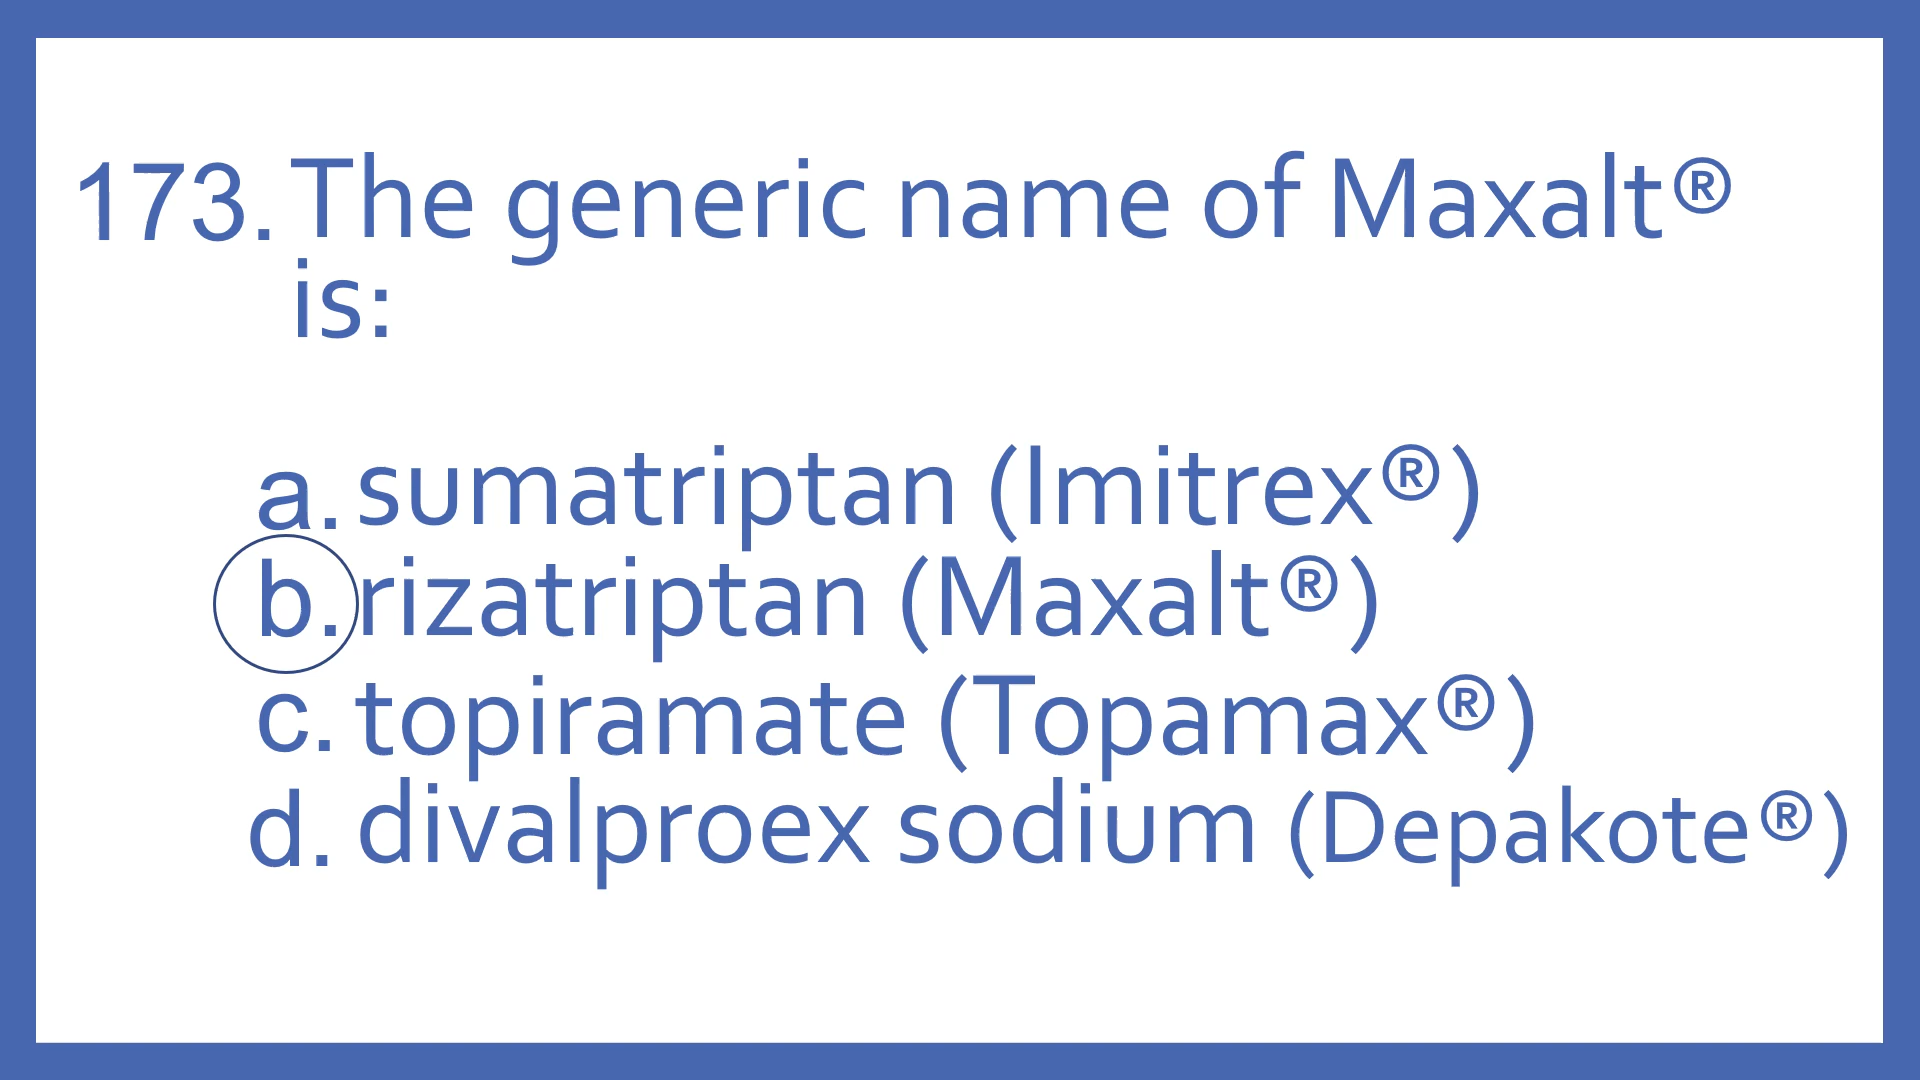 173. The generic name of Maxalt®
is:
a. sumatriptan (Imitrex®)
b. rizatriptan (Maxalt®)
c. topiramate (Topamax®)
d. divalproex sodium (Depakote®)